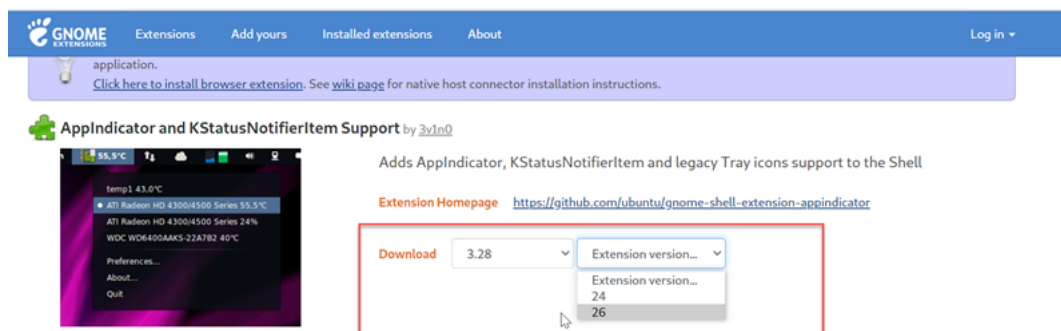 GNOME EXTENSIONS Extensions Add yours Installed extensions About Log in
application.
Click here to install browser extension. See wiki page for native host connector installation instructions.
AppIndicator and KStatusNotifierItem Support by 3v1n0
55,5°C
temp1 43.0°C
ATI Radeon HD 4300/4500 Series 55.5°C
ATI Radeon HD 4300/4500 Series 24%
WDC WD6400AAKS-22A7B2 40°C
Preferences...
About...
Quit
Adds AppIndicator, KStatusNotifierItem and legacy Tray icons support to the Shell
Extension Homepage https://github.com/ubuntu/gnome-shell-extension-appindicator
Download 3.28 Extension version...
Extension version...
24
26